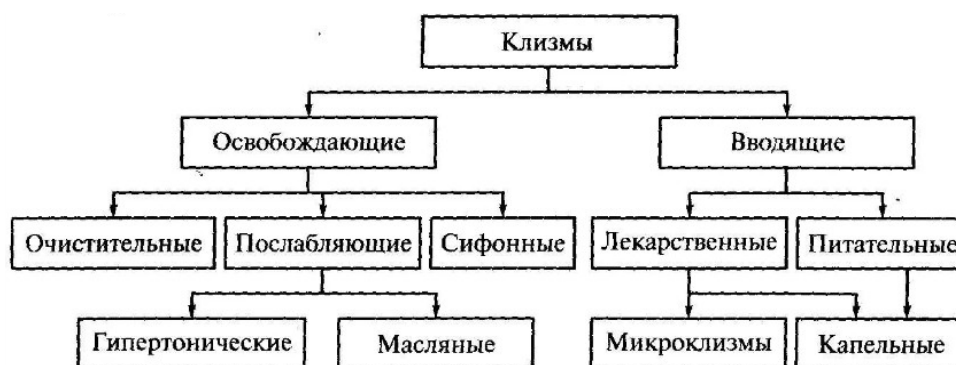 Клизмы
Освобождающие
Вводящие
Очистительные
Послабляющие
Сифонные
Лекарственные
Питательные
Гипертонические
Масляные
Микроклизмы
Капельные